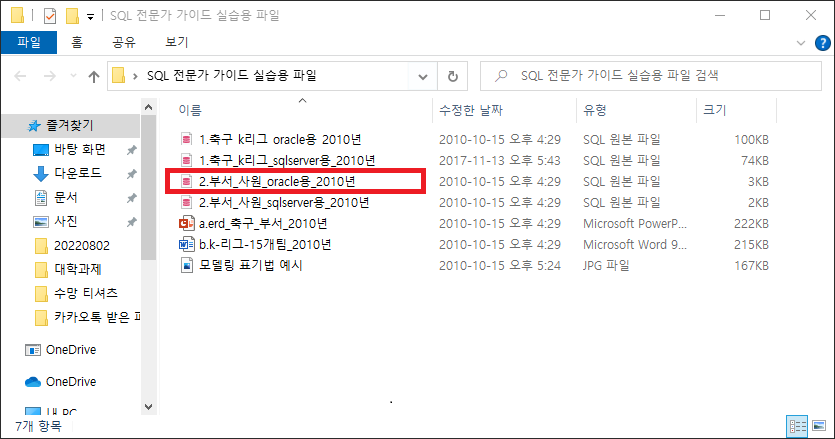 SQL 전문가 가이드 실습용 파일
파일 홈 공유 보기
SQL 전문가 가이드 실습용 파일 SQL 전문가 가이드 실습용 파일 검색
이름 수정한 날짜 유형 크기
즐겨찾기
바탕 화면
다운로드
문서
사진
20220802
대학과제
수망 티셔츠
카카오톡 받은 파
OneDrive
OneDrive
내 PC
1.축구 k리그 oracle용 2010년 2010-10-15 오후 4:29 SQL 원본 파일 100KB
1.축구_k리그_sqlserver용_2010년 2017-11-13 오후 5:43 SQL 원본 파일 74KB
2.부서_사원_oracle용_2010년 2010-10-15 오후 4:29 SQL 원본 파일 3KB
2.부서_사원_sqlserver용_2010년 2010-10-15 오후 4:29 SQL 원본 파일 2KB
a.erd_축구_부서_2010년 2010-10-15 오후 4:29 Microsoft PowerP... 222KB
b.k-리그-15개팀_2010년 2010-10-15 오후 4:29 Microsoft Word 9... 215KB
모델링 표기법 예시 2010-10-15 오후 5:24 JPG 파일 167KB
7개 항목